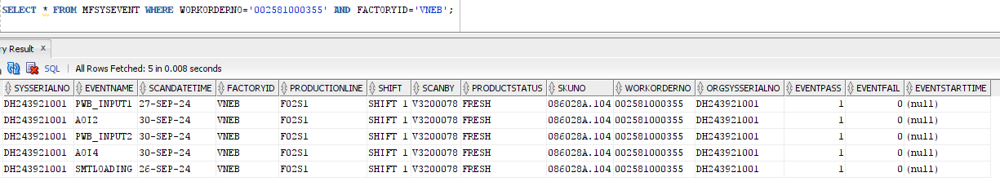 SELECT * FROM MFSYSEVENT WHERE WORKORDERNO='002581000355' AND FACTORYID='VNEB';
ry Result x
SQL | All Rows Fetched: 5 in 0.008 seconds
SYSSERIALNO EVENTNAME SCANDATETIME FACTORYID PRODUCTIONLINE SHIFT SCANBY PRODUCTSTATUS SKUNO WORKORDERNO ORGSYSSERIALNO EVENTPASS EVENTFAIL EVENTSTARTTIME
DH243921001 PWB_INPUT1 27-SEP-24 VNEB F02S1 SHIFT 1 V3200078 FRESH 086028A.104 002581000355 DH243921001 1 0 (null)
DH243921001 AOI2 30-SEP-24 VNEB F02S1 SHIFT 1 V3200078 FRESH 086028A.104 002581000355 DH243921001 1 0 (null)
DH243921001 PWB_INPUT2 30-SEP-24 VNEB F02S1 SHIFT 1 V3200078 FRESH 086028A.104 002581000355 DH243921001 1 0 (null)
DH243921001 AOI4 30-SEP-24 VNEB F02S1 SHIFT 1 V3200078 FRESH 086028A.104 002581000355 DH243921001 1 0 (null)
DH243921001 SMTLOADING 26-SEP-24 VNEB F02S1 SHIFT 1 V3200078 FRESH 086028A.104 002581000355 DH243921001 1 0 (null)